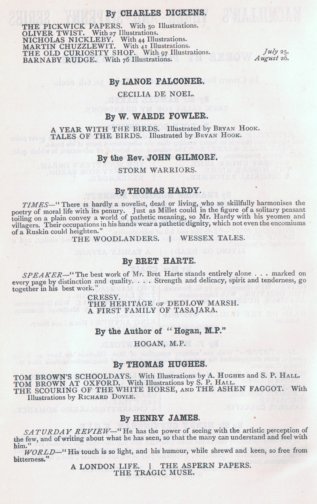 By CHARLES DICKENS.
THE PICKWICK PAPERS. With 50 Illustrations.
OLIVER TWIST. With 27 Illustrations.
NICHOLAS NICKLEBY. With 44 Illustrations.
MARTIN CHUZZLEWIT. With 41 Illustrations.
THE OLD CURIOSITY SHOP. With 97 Illustrations. July 25.
BARNABY RUDGE. With 76 Illustrations. August 26.
By LANOE FALCONER.
CECILIA DE NOEL.
By W. WARDE FOWLER.
A YEAR WITH THE BIRDS. Illustrated by BRYAN HOOK.
TALES OF THE BIRDS. Illustrated by BRYAN HOOK.
By the Rev. JOHN GILMORE.
STORM WARRIORS.
By THOMAS HARDY.
TIMES—"There is hardly a novelist, dead or living, who so skilfully harmonises the
poetry of moral life with its penury. Just as Millet could in the figure of a solitary peasant
toiling on a plain convey a world of pathetic meaning, so Mr. Hardy with his yeomen and
villagers. Their occupations in his hands wear a pathetic dignity, which not even the encomiums
of a Ruskin could heighten."
THE WOODLANDERS. | WESSEX TALES.
By BRET HARTE.
SPEAKER—"The best work of Mr. Bret Harte stands entirely alone . . . marked on
every page by distinction and quality. . . . Strength and delicacy, spirit and tenderness, go
together in his best work."
CRESSY.
THE HERITAGE OF DEDLOW MARSH.
A FIRST FAMILY OF TASAJARA.
By the Author of "Hogan, M.P."
HOGAN, M.P.
By THOMAS HUGHES.
TOM BROWN'S SCHOOLDAYS. With Illustrations by A. HUGHES and S. P. HALL.
TOM BROWN AT OXFORD. With Illustrations by S. P. HALL.
THE SCOURING OF THE WHITE HORSE, AND THE ASHEN FAGGOT. With
Illustrations by RICHARD DOYLE.
By HENRY JAMES.
SATURDAY REVIEW—"He has the power of seeing with the artistic perception of
the few, and of writing about what he has seen, so that the many can understand and feel with
him."
WORLD—"His touch is so light, and his humour, while shrewd and keen, so free from
bitterness."
A LONDON LIFE. | THE ASPERN PAPERS.
THE TRAGIC MUSE.